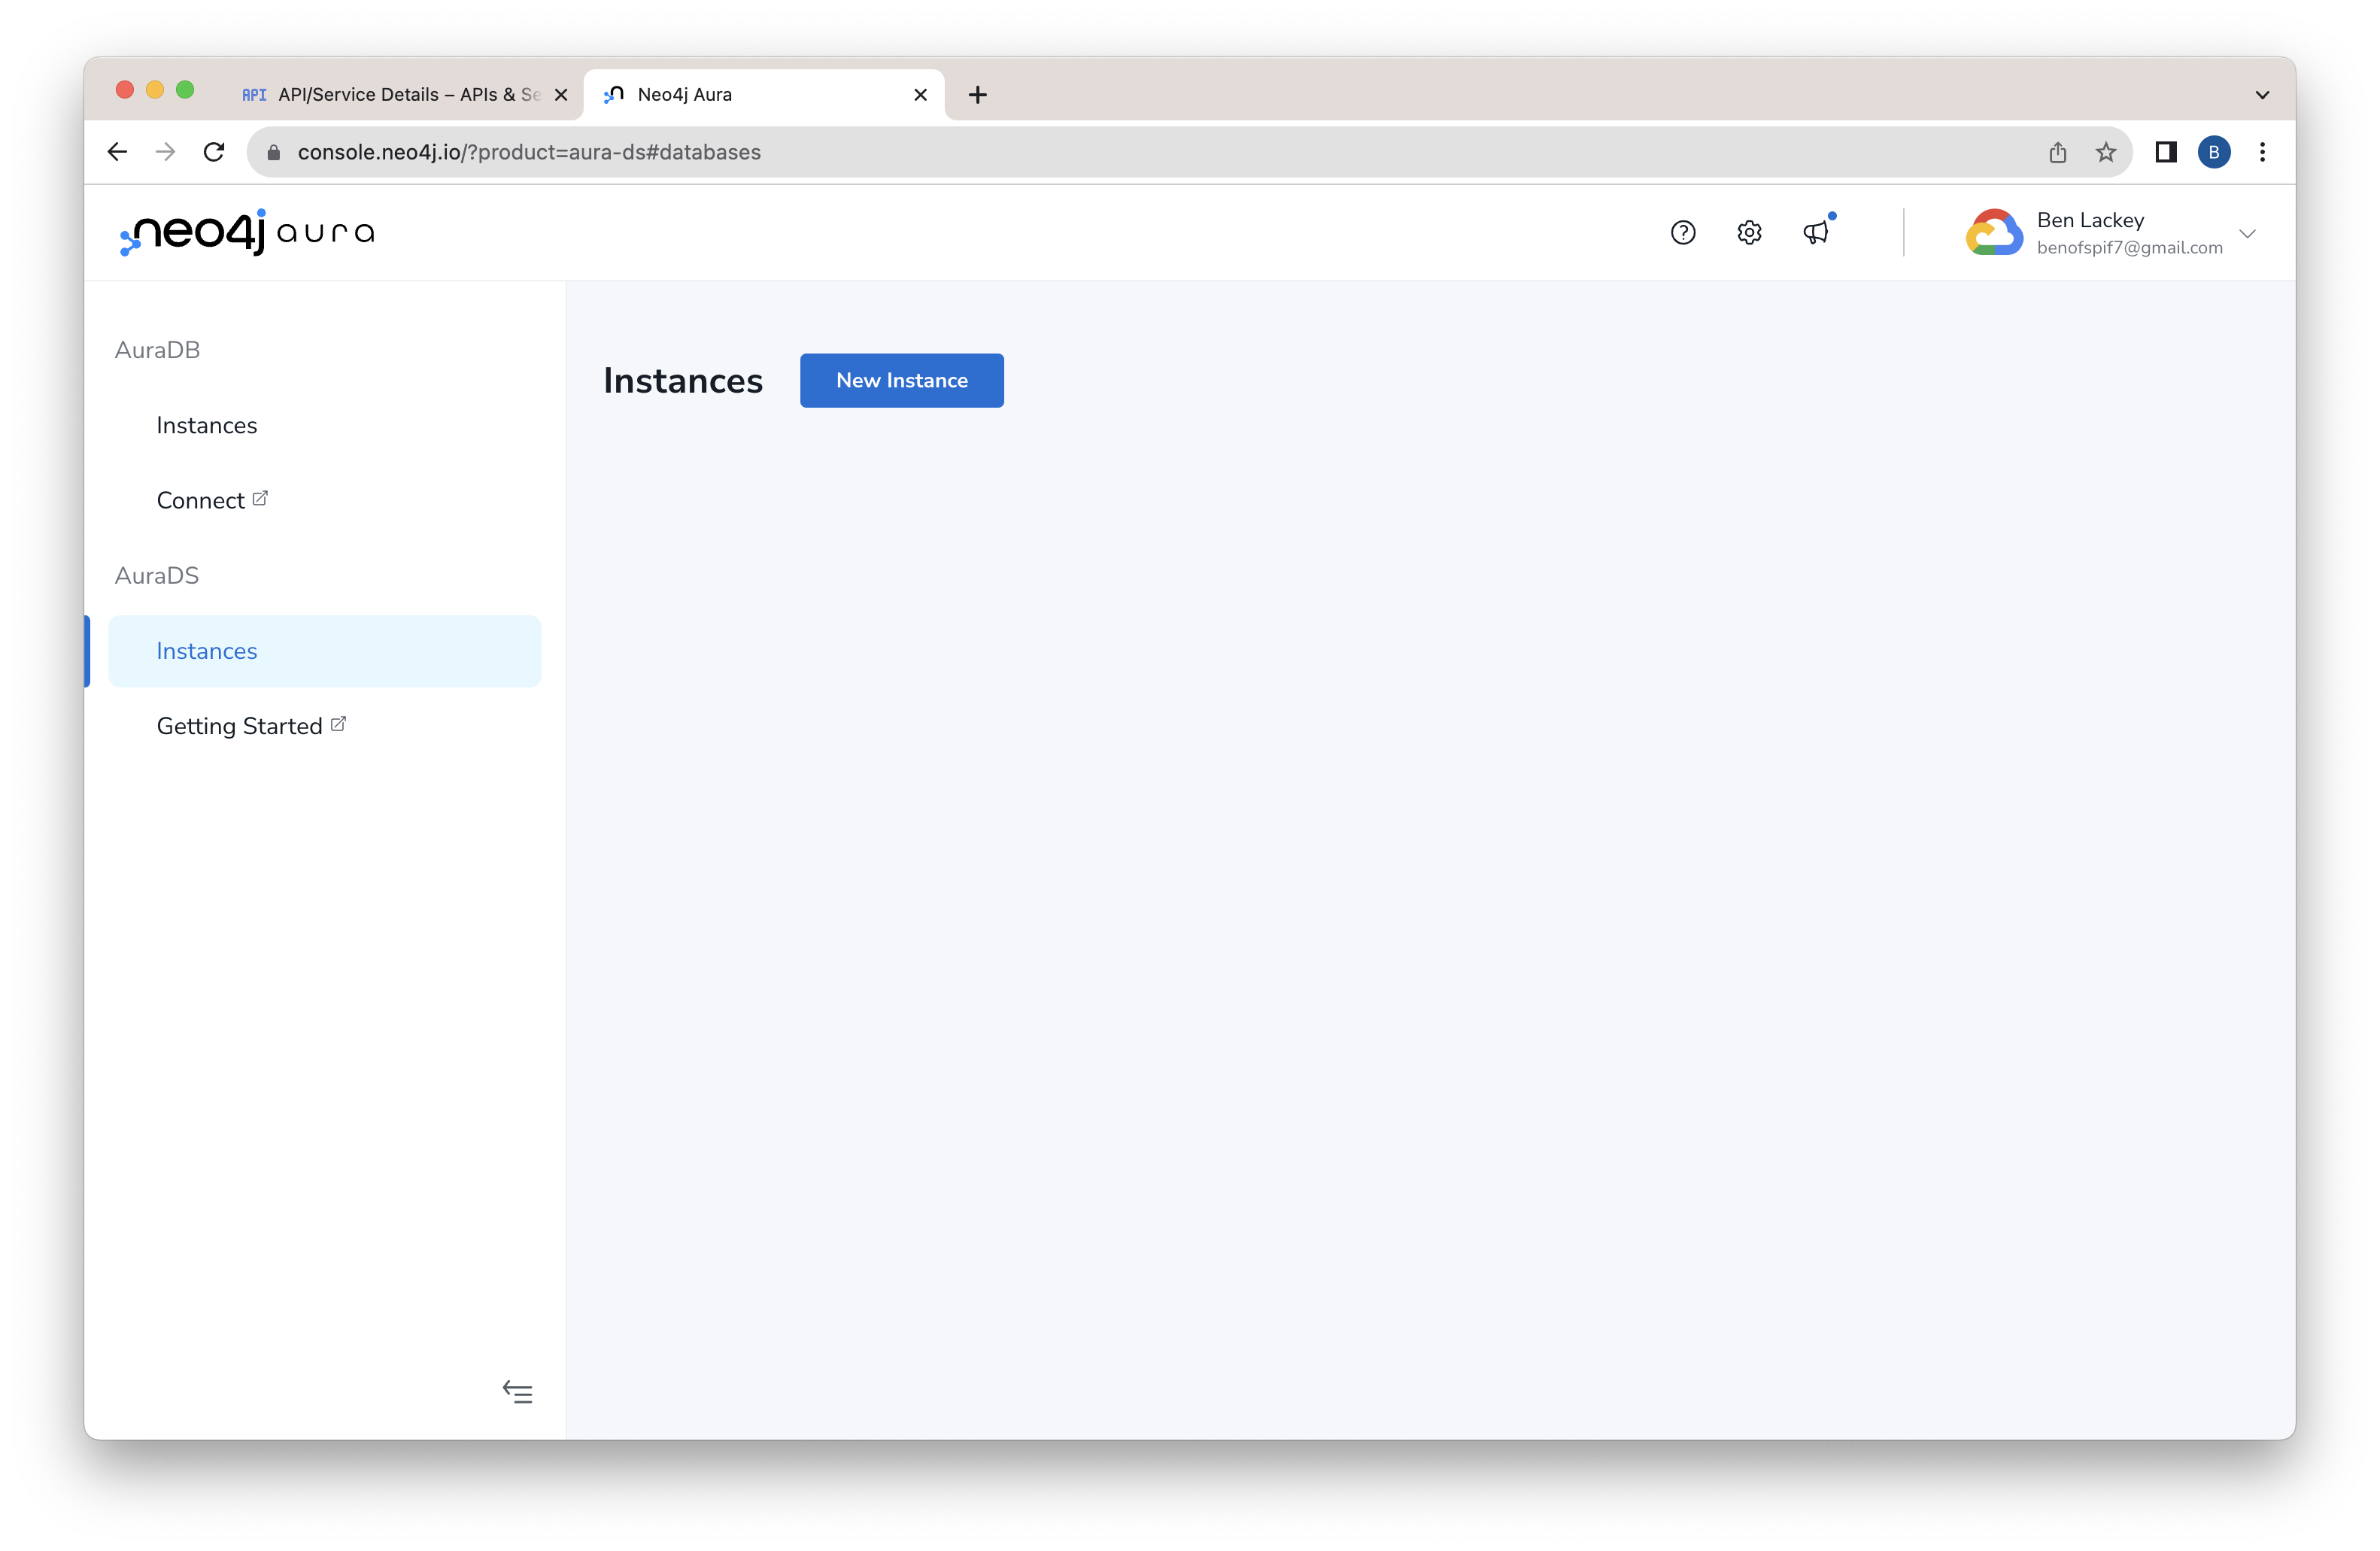 API API/Service Details – APIs & Se
Neo4j Aura
console.neo4j.io/?product=aura-ds#databases
B
neo4j aura
Ben Lackey
benofspif7@gmail.com
AuraDB
Instances
Connect
AuraDS
Instances
Getting Started
Instances
New Instance